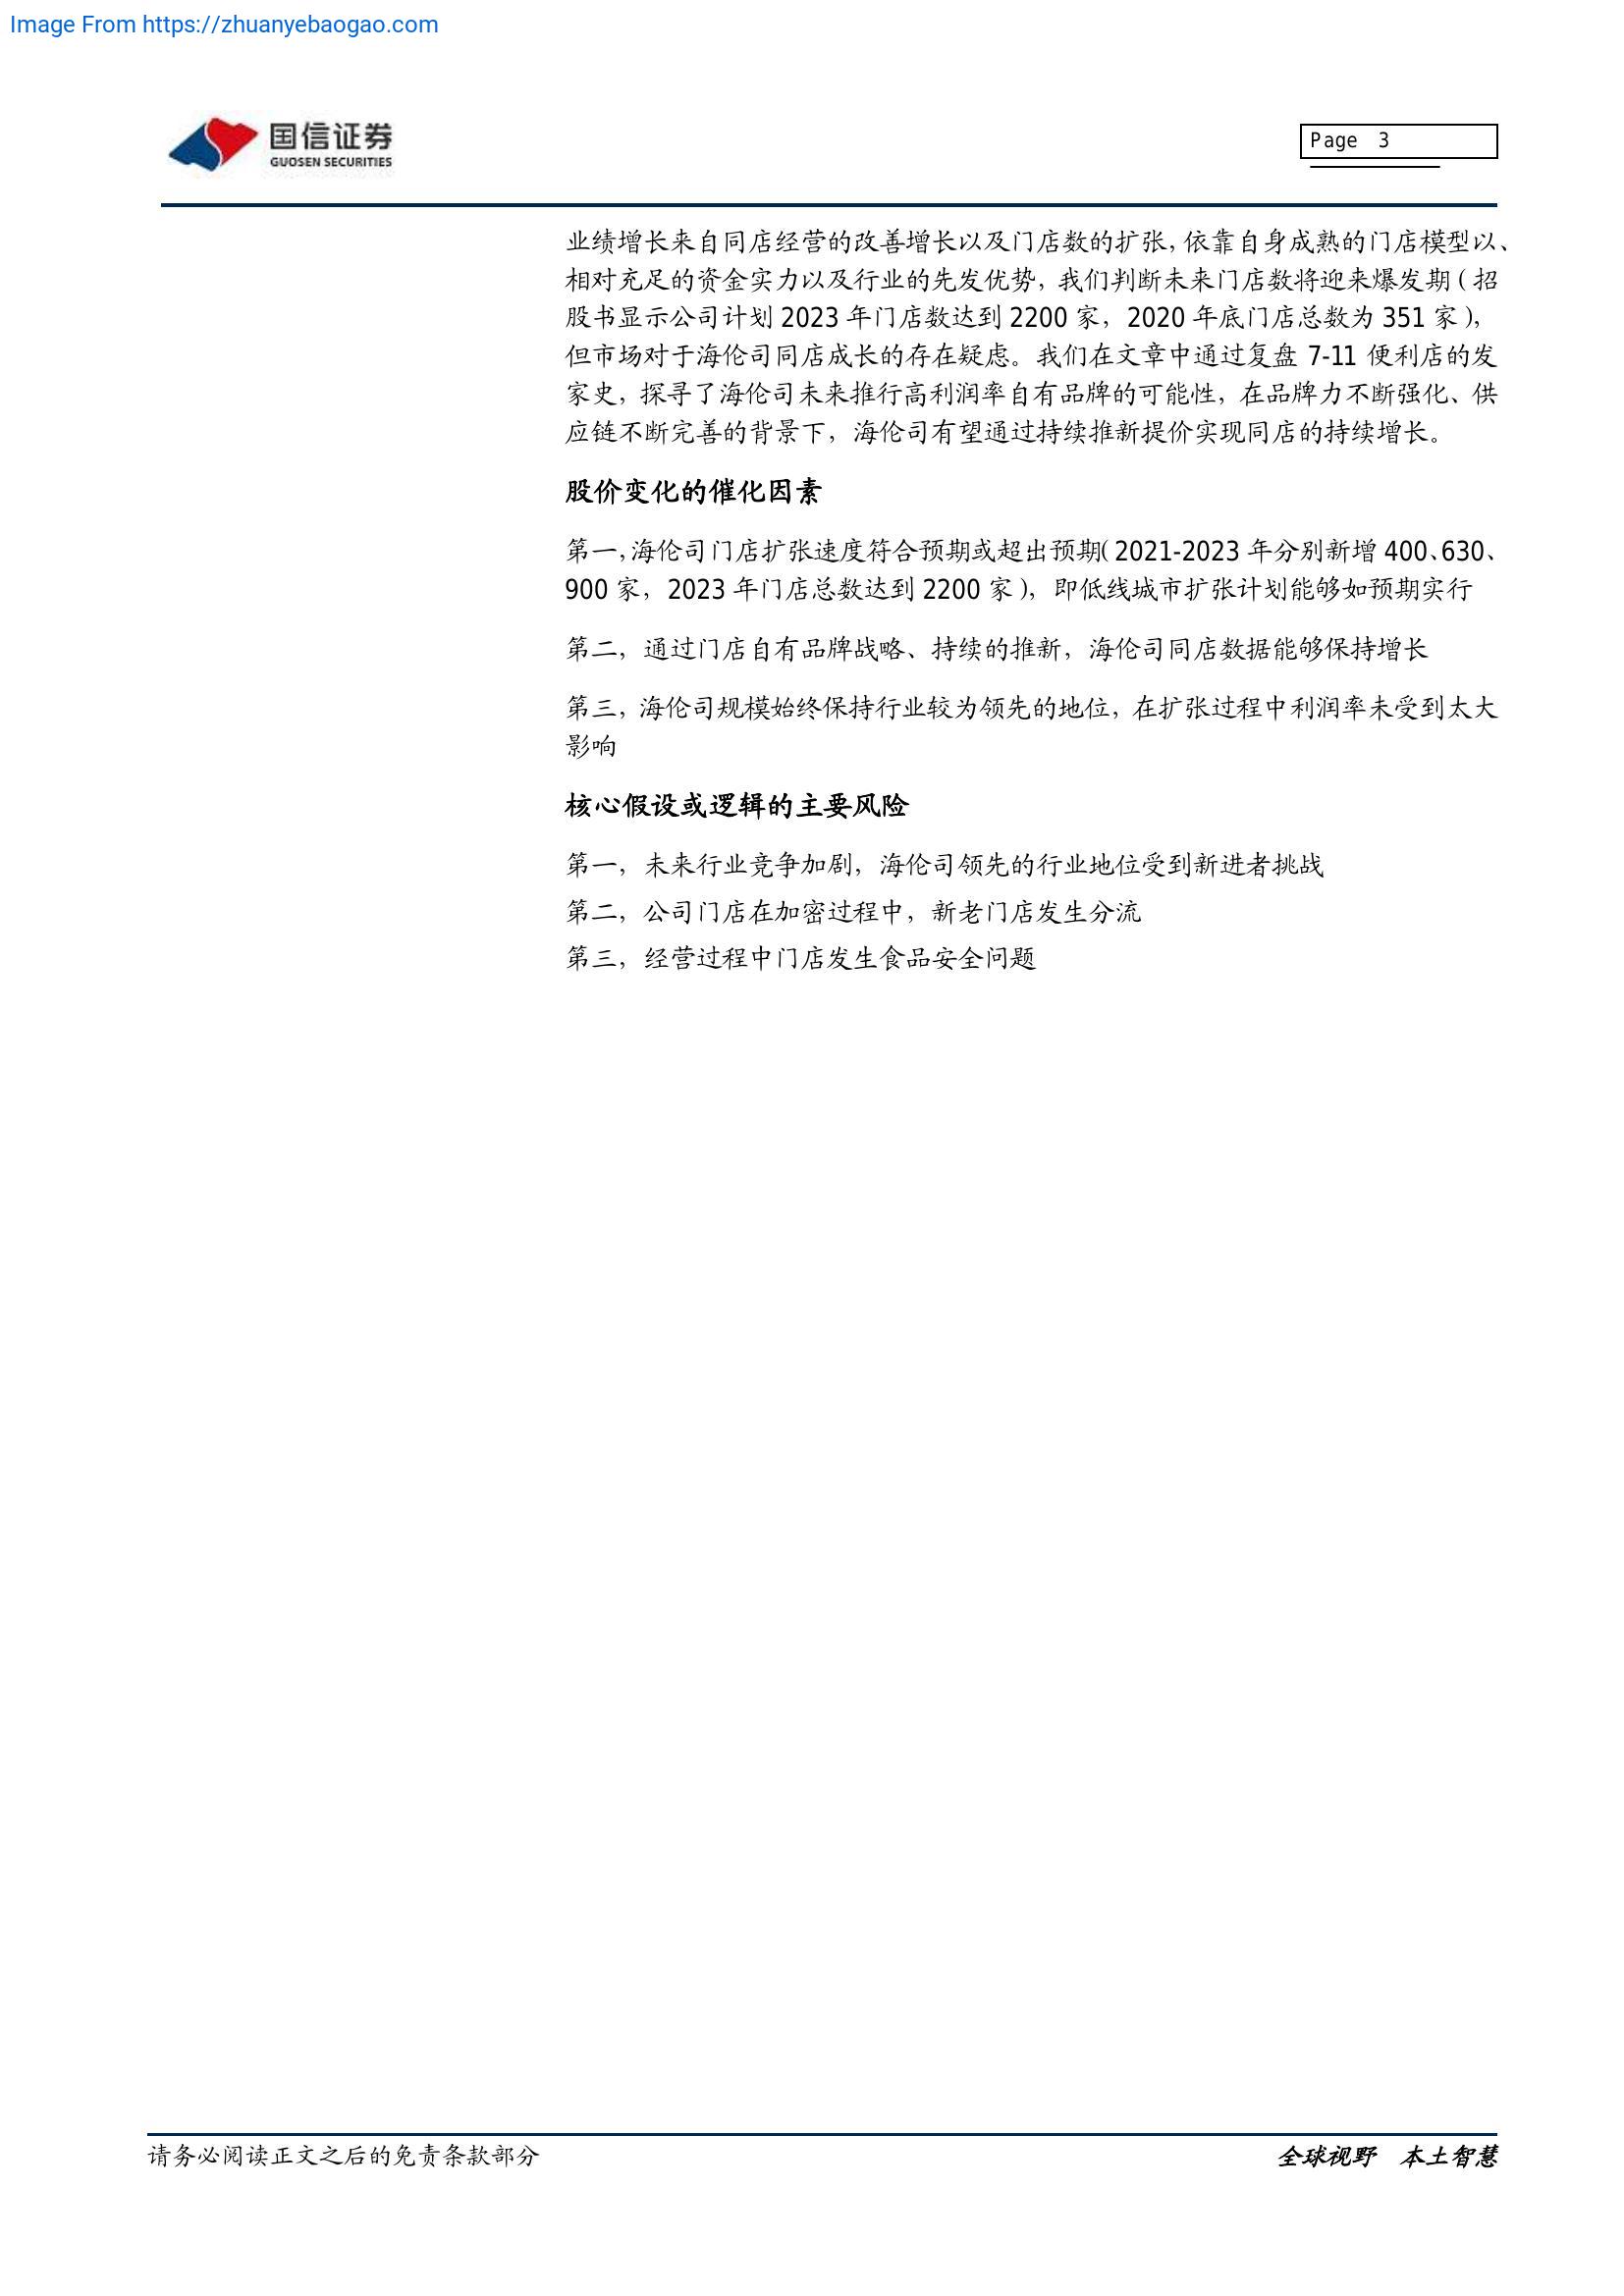 Image From https://zhuanyebaogao.com
国信证券
GUOSEN SECURITIES
Page 3
业绩增长来自同店经营的改善增长以及门店数的扩张，依靠自身成熟的门店模型以、
相对充足的资金实力以及行业的先发优势，我们判断未来门店数将迎来爆发期（招
股书显示公司计划 2023 年门店数达到 2200 家，2020 年底门店总数为 351 家），
但市场对于海伦司同店成长的存在疑虑。我们在文章中通过复盘 7-11 便利店的发
家史，探寻了海伦司未来推行高利润率自有品牌的可能性，在品牌力不断强化、供
应链不断完善的背景下，海伦司有望通过持续推新提价实现同店的持续增长。
股价变化的催化因素
第一，海伦司门店扩张速度符合预期或超出预期（2021-2023 年分别新增 400、630、
900 家，2023 年门店总数达到 2200 家），即低线城市扩张计划能够如预期实行
第二，通过门店自有品牌战略、持续的推新，海伦司同店数据能够保持增长
第三，海伦司规模始终保持行业较为领先的地位，在扩张过程中利润率未受到太大
影响
核心假设或逻辑的主要风险
第一，未来行业竞争加剧，海伦司领先的行业地位受到新进者挑战
第二，公司门店在加密过程中，新老门店发生分流
第三，经营过程中门店发生食品安全问题
请务必阅读正文之后的免责条款部分
全球视野 本土智慧